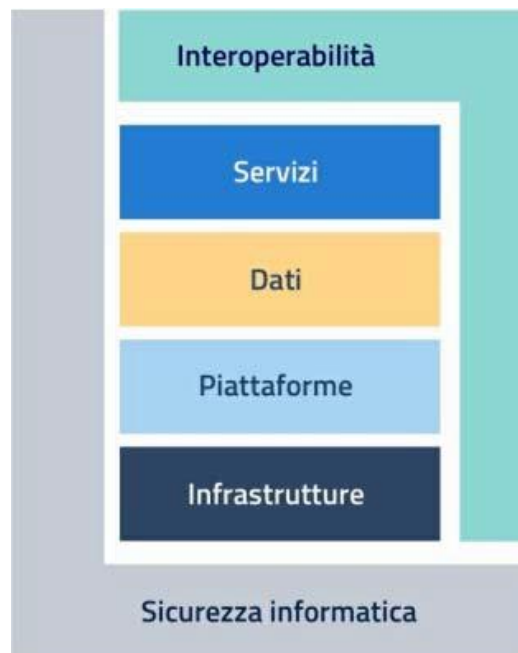 Interoperabilità
Servizi
Dati
Piattaforme
Infrastrutture
Sicurezza informatica